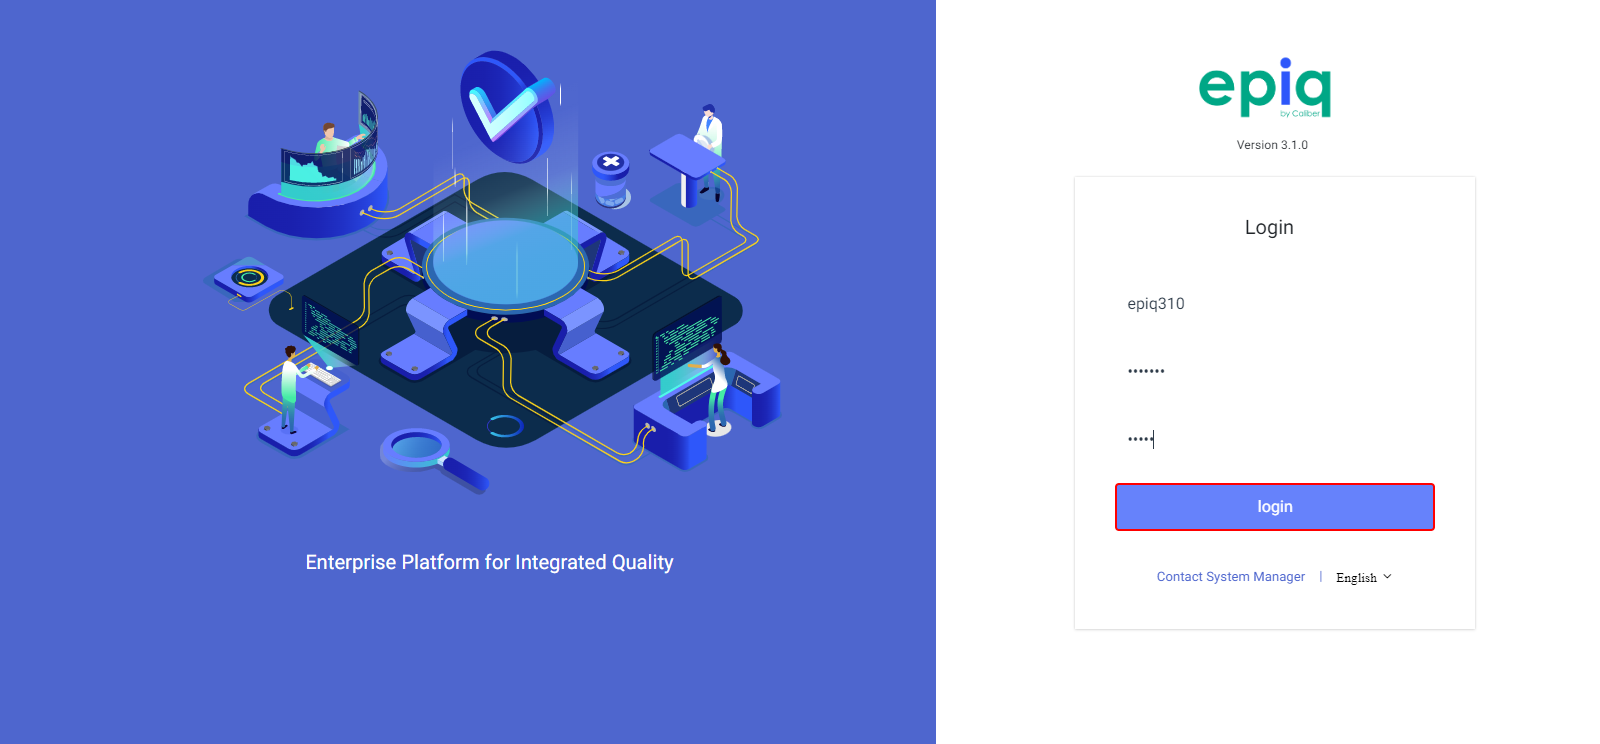 Enterprise Platform for Integrated Quality
epiq
by Caliber
Version 3.1.0
Login
epiq310
•••••••
•••••
login
Contact System Manager | English